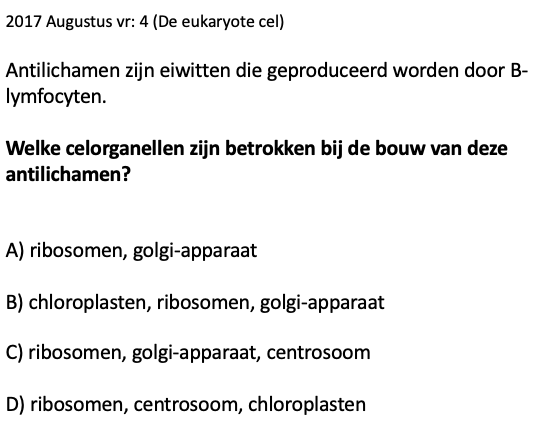 2017 Augustus vr: 4 (De eukaryote cel)
Antilichamen zijn eiwitten die geproduceerd worden door B-
lymfocyten.
Welke celorganellen zijn betrokken bij de bouw van deze
antilichamen?
A) ribosomen, golgi-apparaat
B) chloroplasten, ribosomen, golgi-apparaat
C) ribosomen, golgi-apparaat, centrosoom
D) ribosomen, centrosoom, chloroplasten